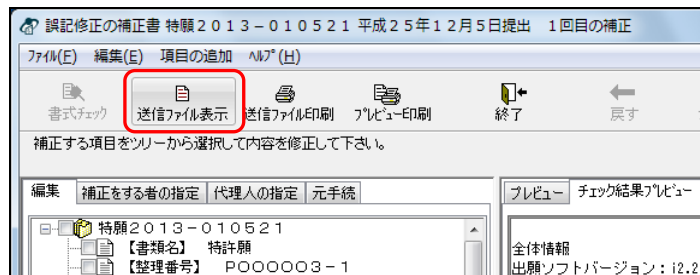 誤記修正の補正書 特願2013-010521 平成25年12月5日提出 1回目の補正
ファイル(F) 編集(E) 項目の追加 ヘルプ(H)
書式チェック 送信ファイル表示 送信ファイル印刷 プレビュー印刷 終了 戻す
補正する項目をツリーから選択して内容を修正して下さい。
編集 補正をする者の指定 代理人の指定 元手続
プレビュー チェック結果プレビュー
特願2013-010521
【書類名】 特許願
【整理番号】 P000003-1
全体情報
出願ソフトバージョン:i2.2